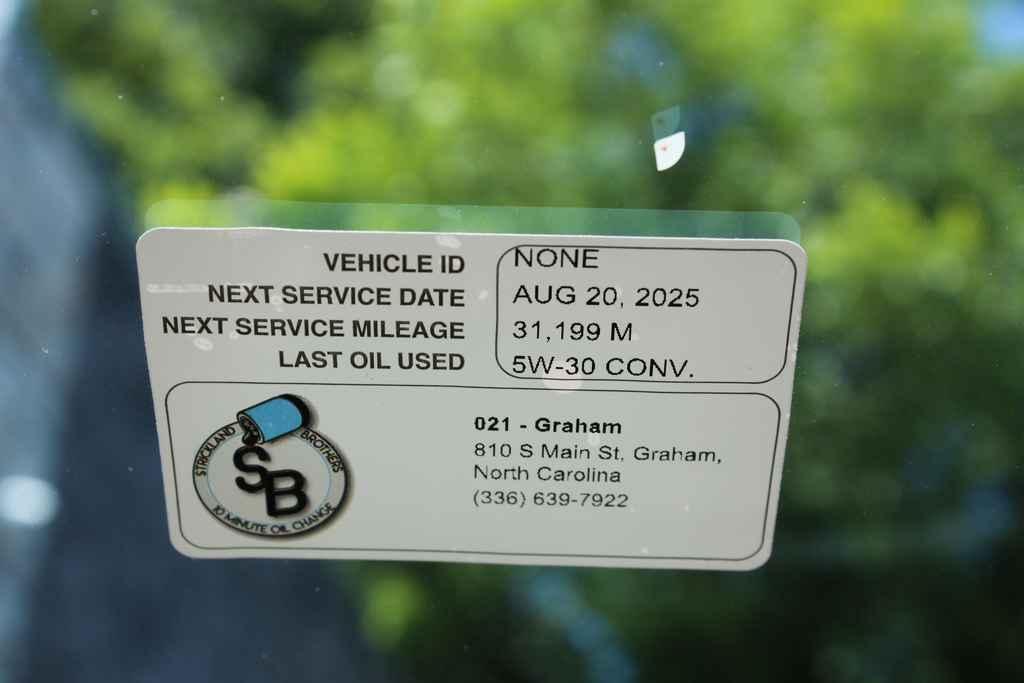 VEHICLE ID NONE
NEXT SERVICE DATE AUG 20, 2025
NEXT SERVICE MILEAGE 31,199 M
LAST OIL USED 5W-30 CONV.
STRICKLAND BROTHERS
SB
10 MINUTE OIL CHANGE
021 - Graham
810 S Main St, Graham,
North Carolina
(336) 639-7922